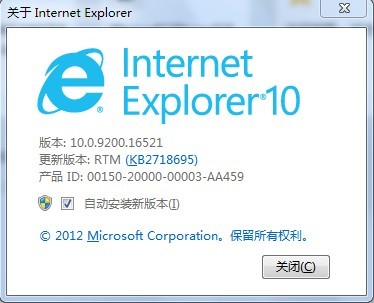 关于 Internet Explorer
Internet
Explorer®10
版本: 10.0.9200.16521
更新版本: RTM (KB2718695)
产品 ID: 00150-20000-00003-AA459
自动安装新版本(I)
© 2012 Microsoft Corporation。保留所有权利。
关闭(C)